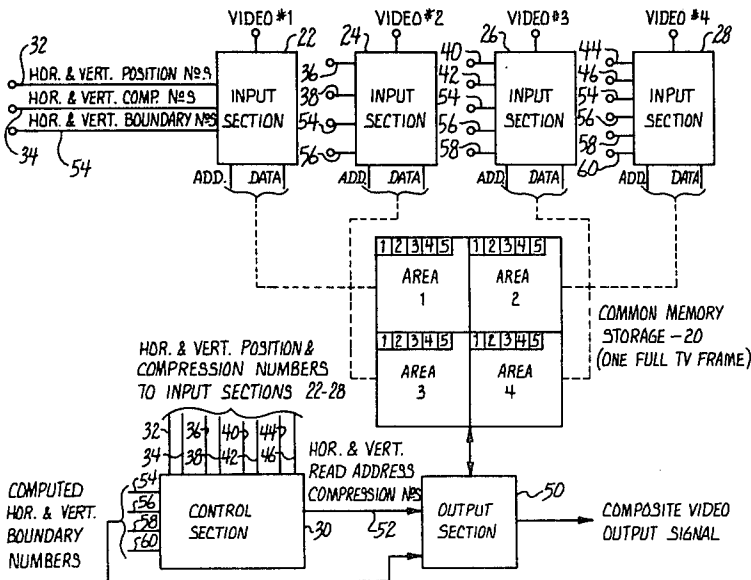 VIDEO #1
VIDEO #2
VIDEO #3
VIDEO #4
32
22
24
26
28
HOR. & VERT. POSITION NOS
HOR. & VERT. COMP. NOS
HOR. & VERT. BOUNDARY NOS
34
54
INPUT SECTION
36
38
54
56
INPUT SECTION
40
42
54
56
58
INPUT SECTION
44
46
54
56
58
60
INPUT SECTION
ADD. DATA
ADD. DATA
ADD. DATA
ADD. DATA
1 2 3 4 5
AREA 1
1 2 3 4 5
AREA 2
1 2 3 4 5
AREA 3
1 2 3 4 5
AREA 4
COMMON MEMORY
STORAGE - 20
(ONE FULL TV FRAME)
HOR. & VERT. POSITION &
COMPRESSION NUMBERS
TO INPUT SECTIONS 22-28
32 36 40 44
34 38 42 46
HOR. & VERT.
READ ADDRESS
COMPRESSION NOS
52
COMPUTED
HOR. & VERT.
BOUNDARY
NUMBERS
54
56
58
60
CONTROL
SECTION
30
OUTPUT
SECTION
50
COMPOSITE VIDEO
OUTPUT SIGNAL